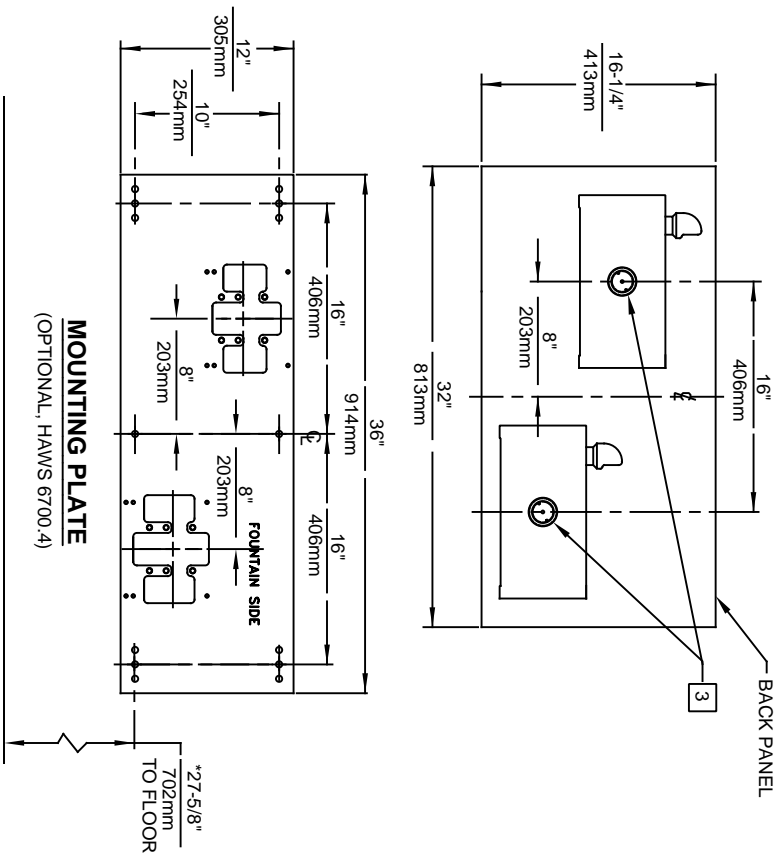 BACK PANEL
16"
406mm
16-1/4"
413mm
8"
203mm
℄
32"
813mm
3
36"
914mm
16"
406mm
16"
406mm
12"
305mm
10"
254mm
8"
203mm
8"
203mm
℄
FOUNTAIN SIDE
*27-5/8"
702mm
TO FLOOR
MOUNTING PLATE
(OPTIONAL, HAWS 6700.4)